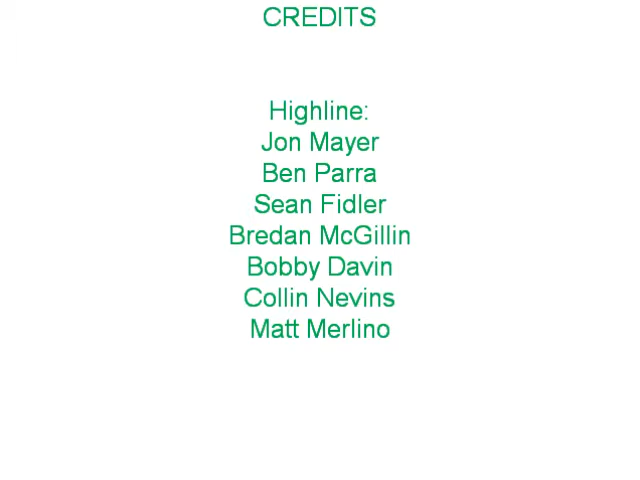 CREDITS
Highline:
Jon Mayer
Ben Parra
Sean Fidler
Bredan McGillin
Bobby Davin
Collin Nevins
Matt Merlino